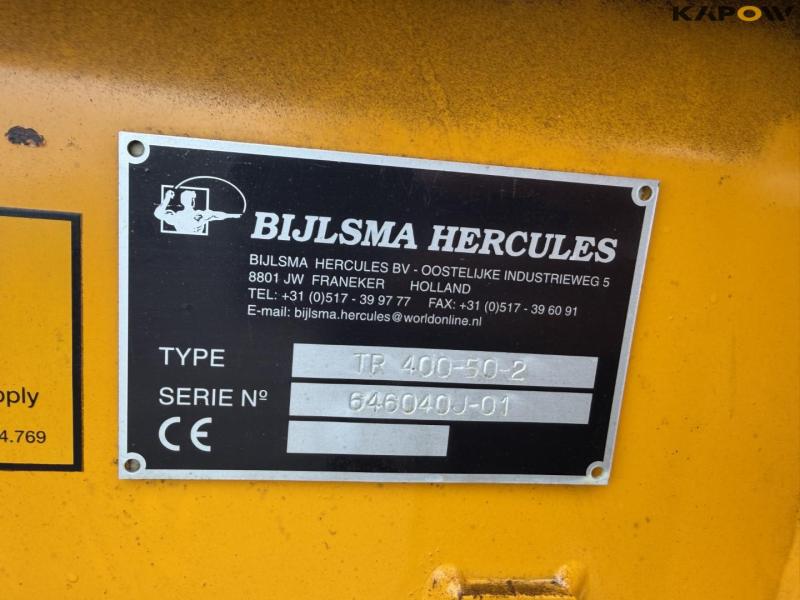 KAPOW
BIJLSMA HERCULES
BIJLSMA HERCULES BV - OOSTELIJKE INDUSTRIEWEG 5
8801 JW FRANEKER HOLLAND
TEL: +31 (0)517 - 39 97 77 FAX: +31 (0)517 - 39 60 91
E-mail: bijlsma.hercules@worldonline.nl
TYPE TR 400-50-2
SERIE Nº 646040J-01
CE
pply
4.769